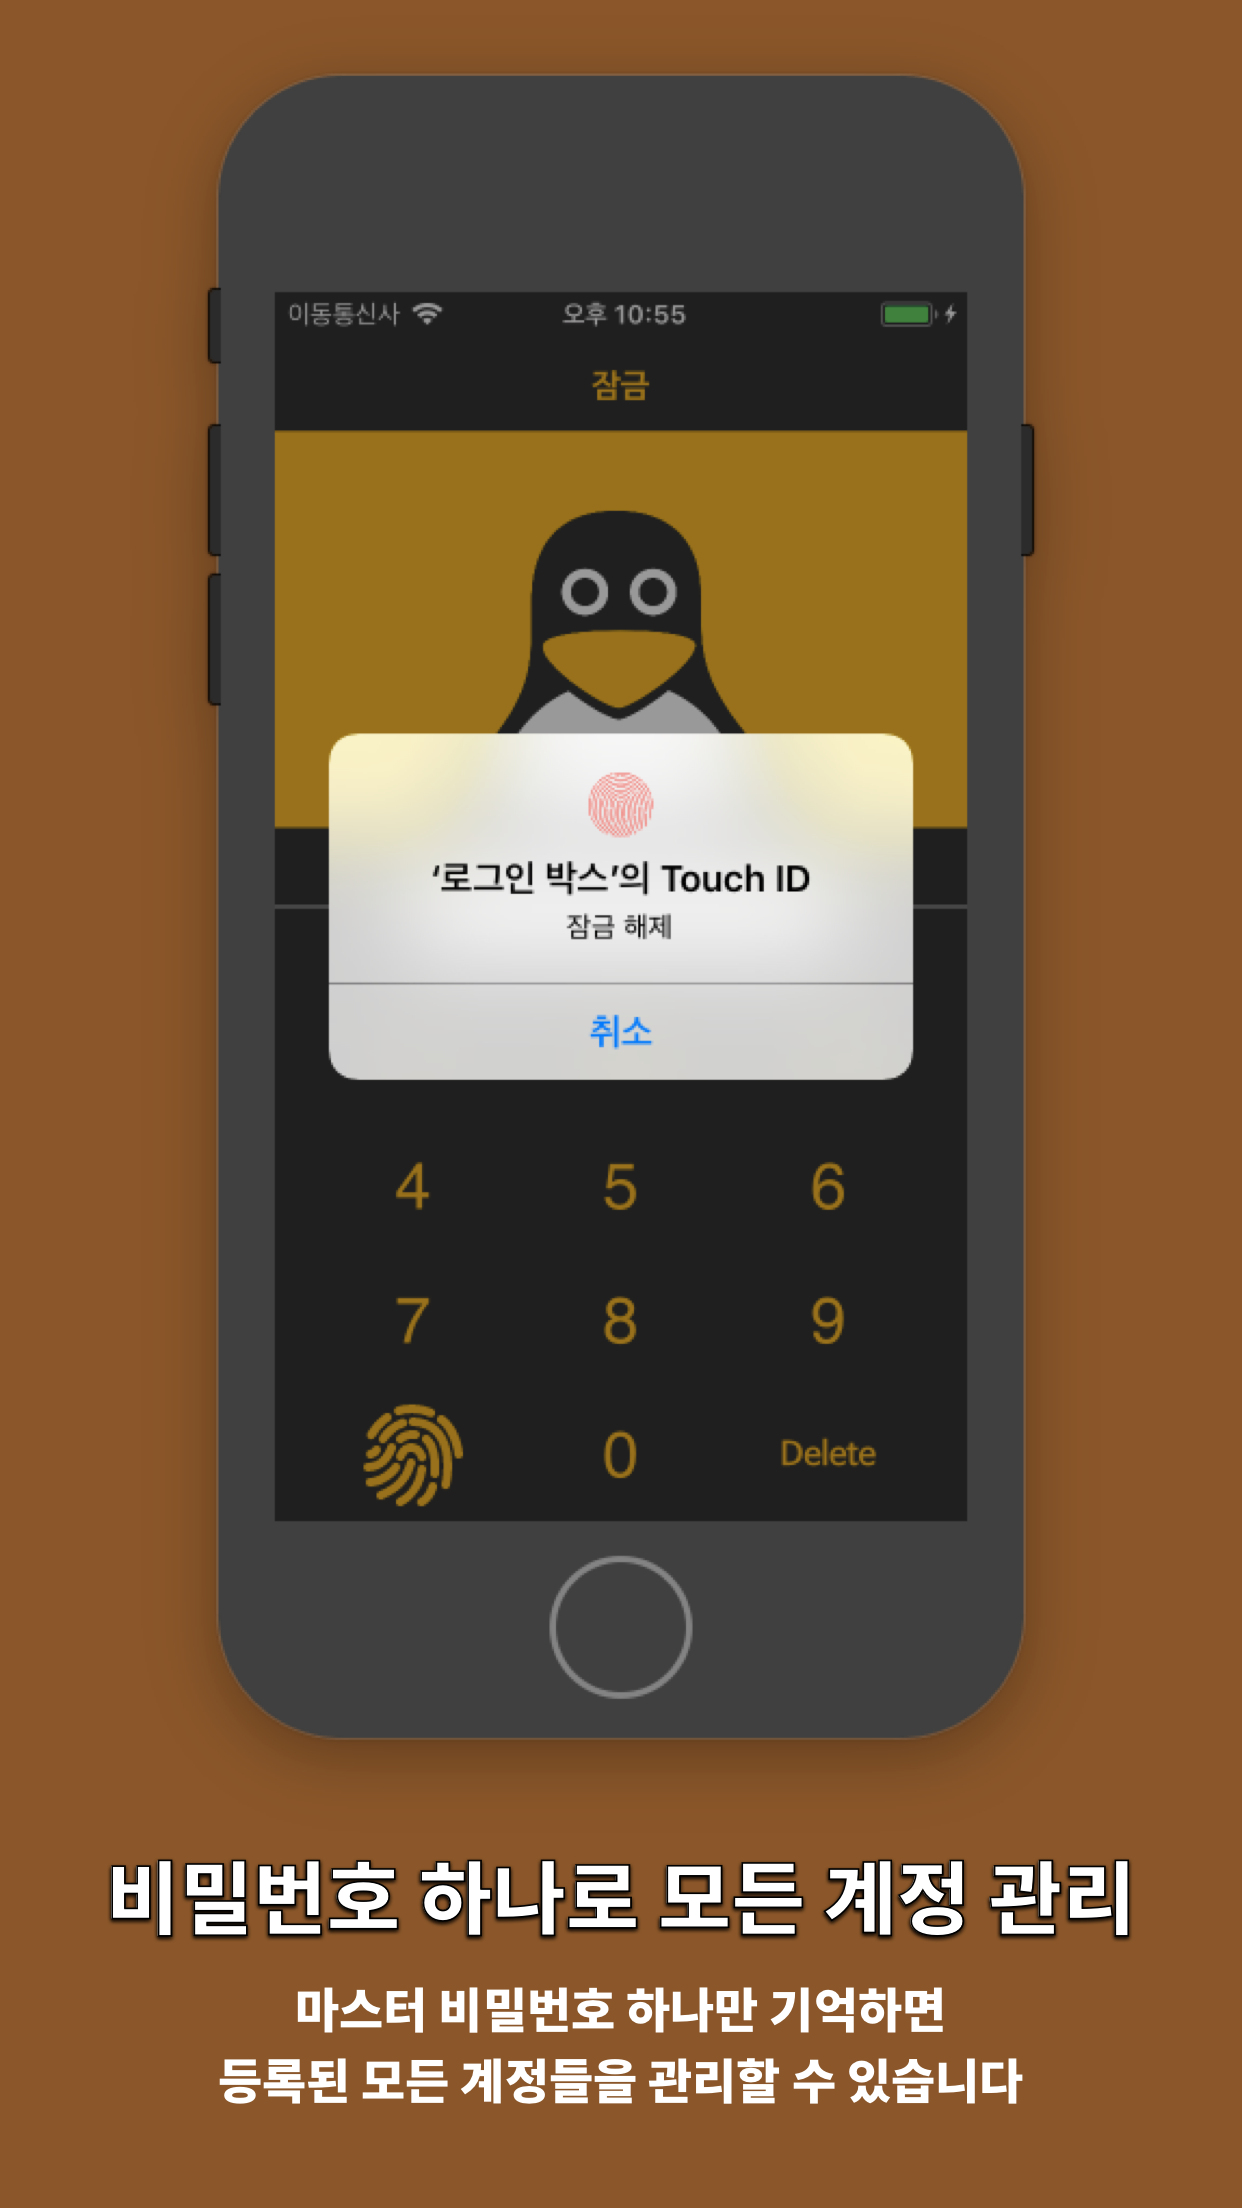 이동통신사 오후 10:55
잠금
‘로그인 박스’의 Touch ID
잠금 해제
취소
4 5 6
7 8 9
0 Delete
비밀번호 하나로 모든 계정 관리
마스터 비밀번호 하나만 기억하면
등록된 모든 계정들을 관리할 수 있습니다